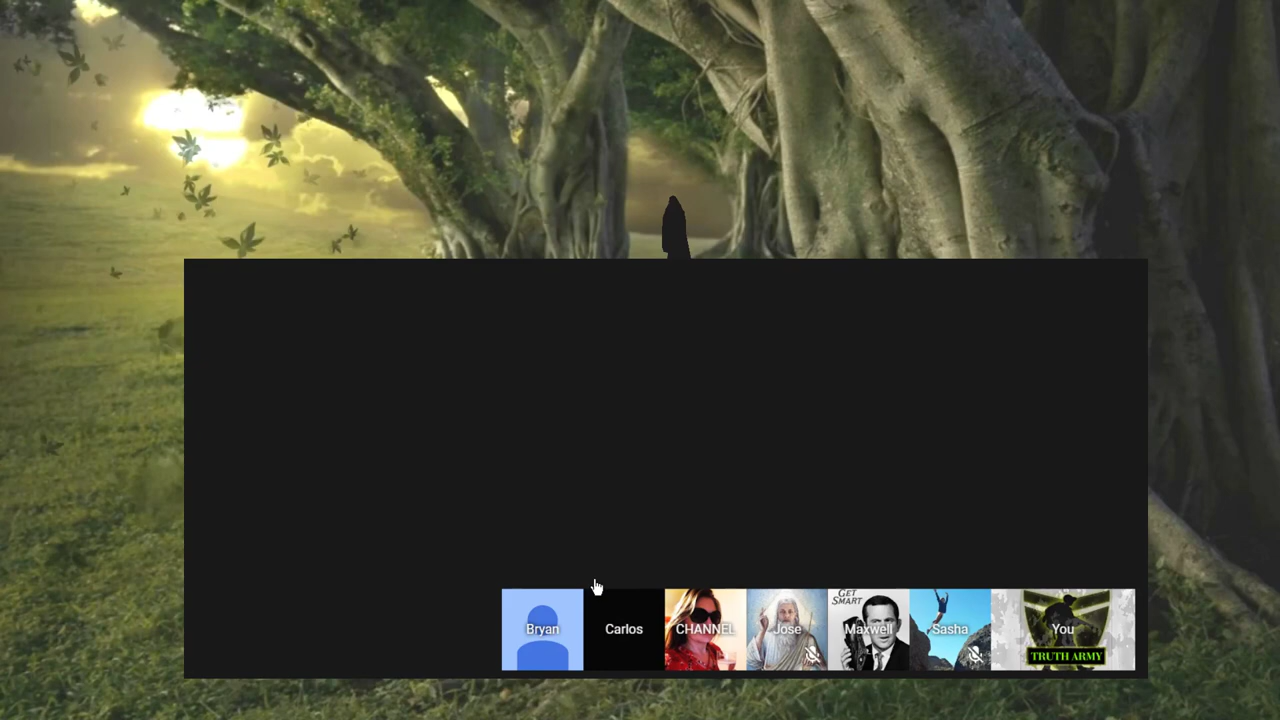 GET
SMART
Bryan
Carlos
CHANNEL
Jose
Maxwell
Sasha
You
TRUTH ARMY